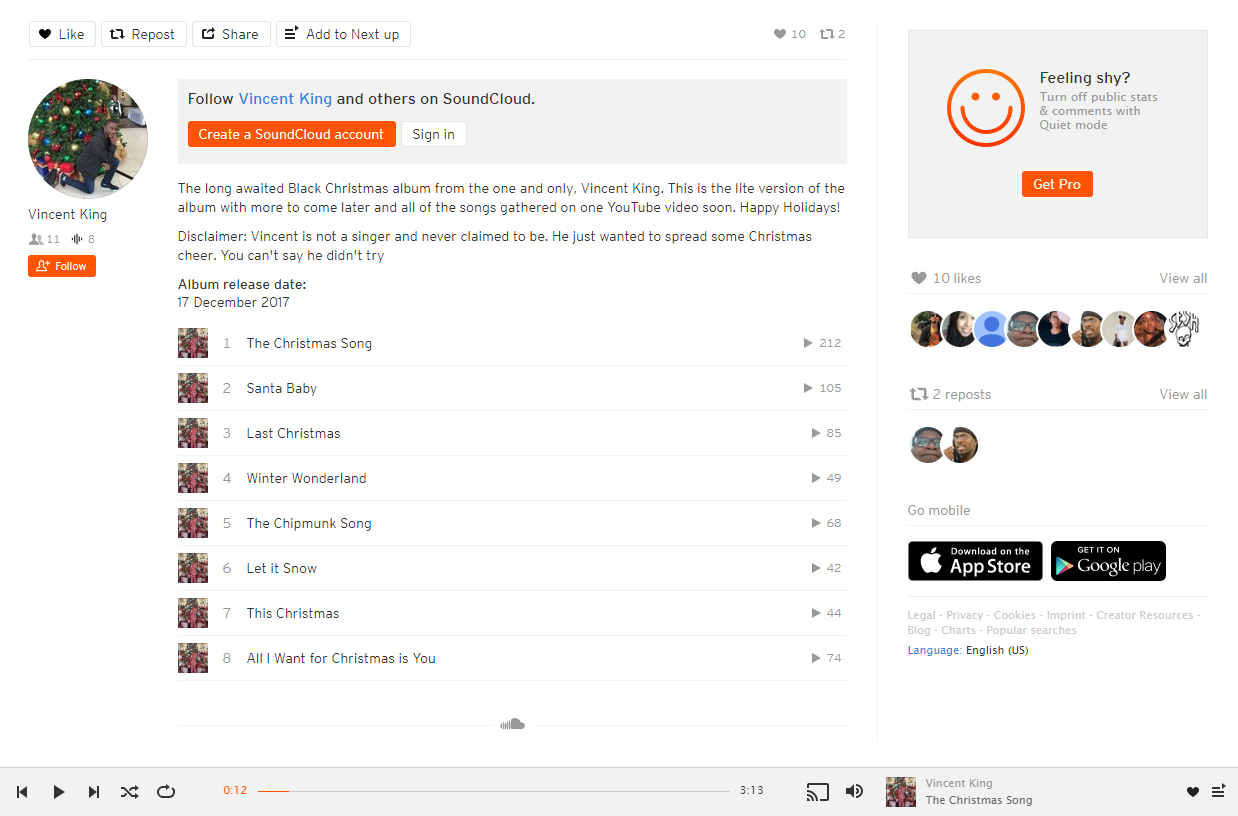 Like Repost Share Add to Next up 10 2
Follow Vincent King and others on SoundCloud.
Create a SoundCloud account Sign in
Vincent King
11 8
Follow
The long awaited Black Christmas album from the one and only, Vincent King. This is the lite version of the
album with more to come later and all of the songs gathered on one YouTube video soon. Happy Holidays!
Disclaimer: Vincent is not a singer and never claimed to be. He just wanted to spread some Christmas
cheer. You can't say he didn't try
Album release date:
17 December 2017
1 The Christmas Song 212
2 Santa Baby 105
3 Last Christmas 85
4 Winter Wonderland 49
5 The Chipmunk Song 68
6 Let it Snow 42
7 This Christmas 44
8 All I Want for Christmas is You 74
Feeling shy?
Turn off public stats
& comments with
Quiet mode
Get Pro
10 likes View all
SESH
2 reposts View all
Go mobile
Download on the
App Store
GET IT ON
Google play
Legal - Privacy - Cookies - Imprint - Creator Resources -
Blog - Charts - Popular searches
Language: English (US)
0:12 3:13
Vincent King
The Christmas Song